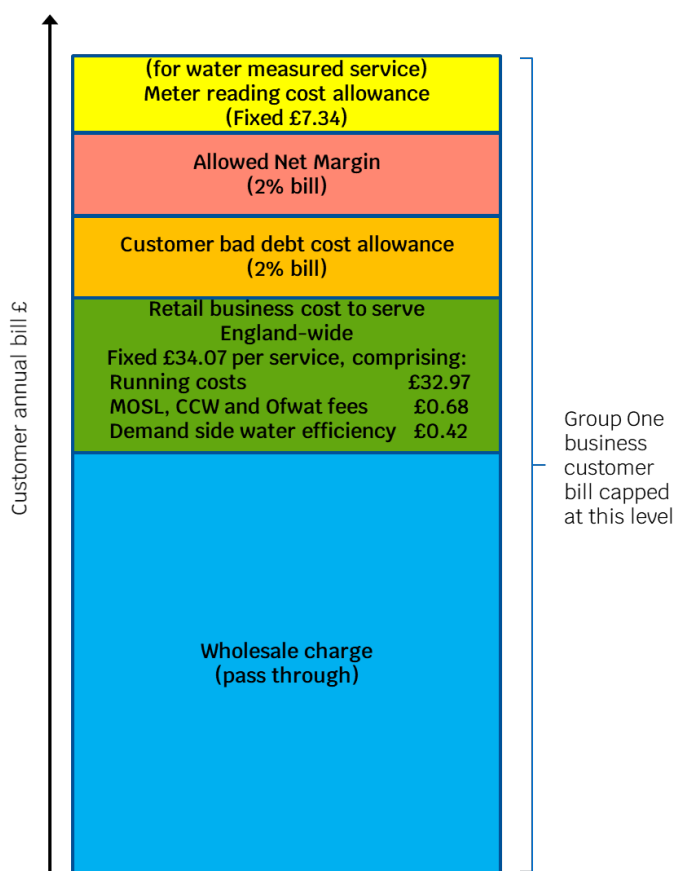 (for water measured service)
Meter reading cost allowance
(Fixed £7.34)
Allowed Net Margin
(2% bill)
Customer bad debt cost allowance
(2% bill)
Retail business cost to serve
England-wide
Fixed £34.07 per service, comprising:
Running costs £32.97
MOSL, CCW and Ofwat fees £0.68
Demand side water efficiency £0.42
Wholesale charge
(pass through)
Customer annual bill £
Group One
business
customer
bill capped
at this level